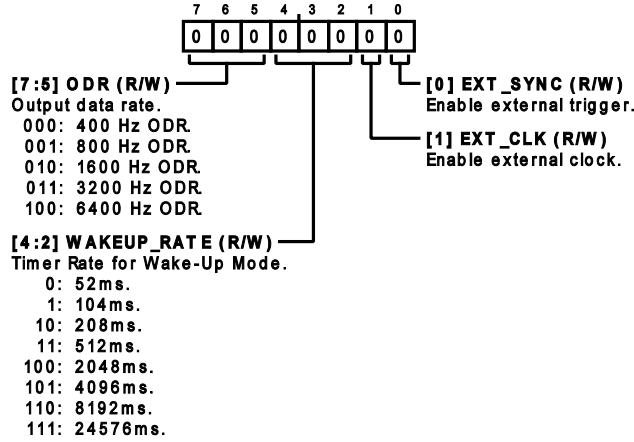 7 6 5 4 3 2 1 0
0 0 0 0 0 0 0 0
[7:5] ODR (R/W)
Output data rate.
000: 400 Hz ODR.
001: 800 Hz ODR.
010: 1600 Hz ODR.
011: 3200 Hz ODR.
100: 6400 Hz ODR.
[4:2] WAKEUP_RATE (R/W)
Timer Rate for Wake-Up Mode.
0: 52ms.
1: 104ms.
10: 208ms.
11: 512ms.
100: 2048ms.
101: 4096ms.
110: 8192ms.
111: 24576ms.
[0] EXT_SYNC (R/W)
Enable external trigger.
[1] EXT_CLK (R/W)
Enable external clock.